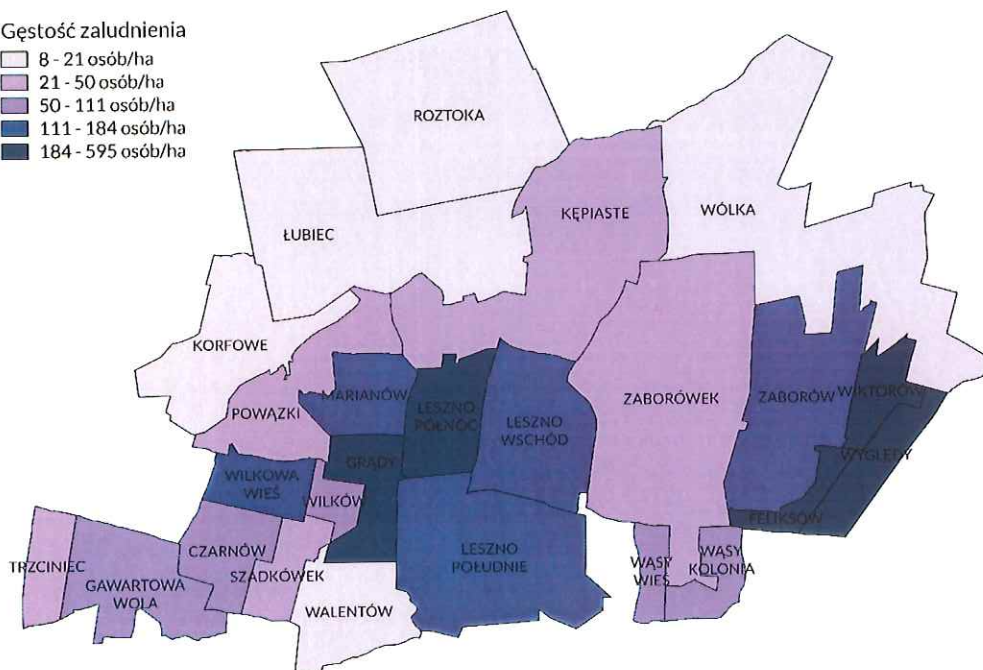 Gęstość zaludnienia
8 - 21 osób/ha
21 - 50 osób/ha
50 - 111 osób/ha
111 - 184 osób/ha
184 - 595 osób/ha
ROZTOKA
KĘPIASTE
WÓLKA
ŁUBIEC
KORFOWE
MARIANÓW
ZABORÓWEK
ZABORÓW
WIKTORÓW
POWĄZKI
LESZNO
PÓŁNOC
LESZNO
WSCHÓD
GRĄDY
WYGLĘDY
WILKOWA
WIEŚ
WILKÓW
FELIKSÓW
CZARNÓW
LESZNO
POŁUDNIE
WĄSY
WIEŚ
WĄSY
KOLONIA
TRZCINIEC
GAWARTOWA
WOLA
SZADKÓWEK
WALENTÓW